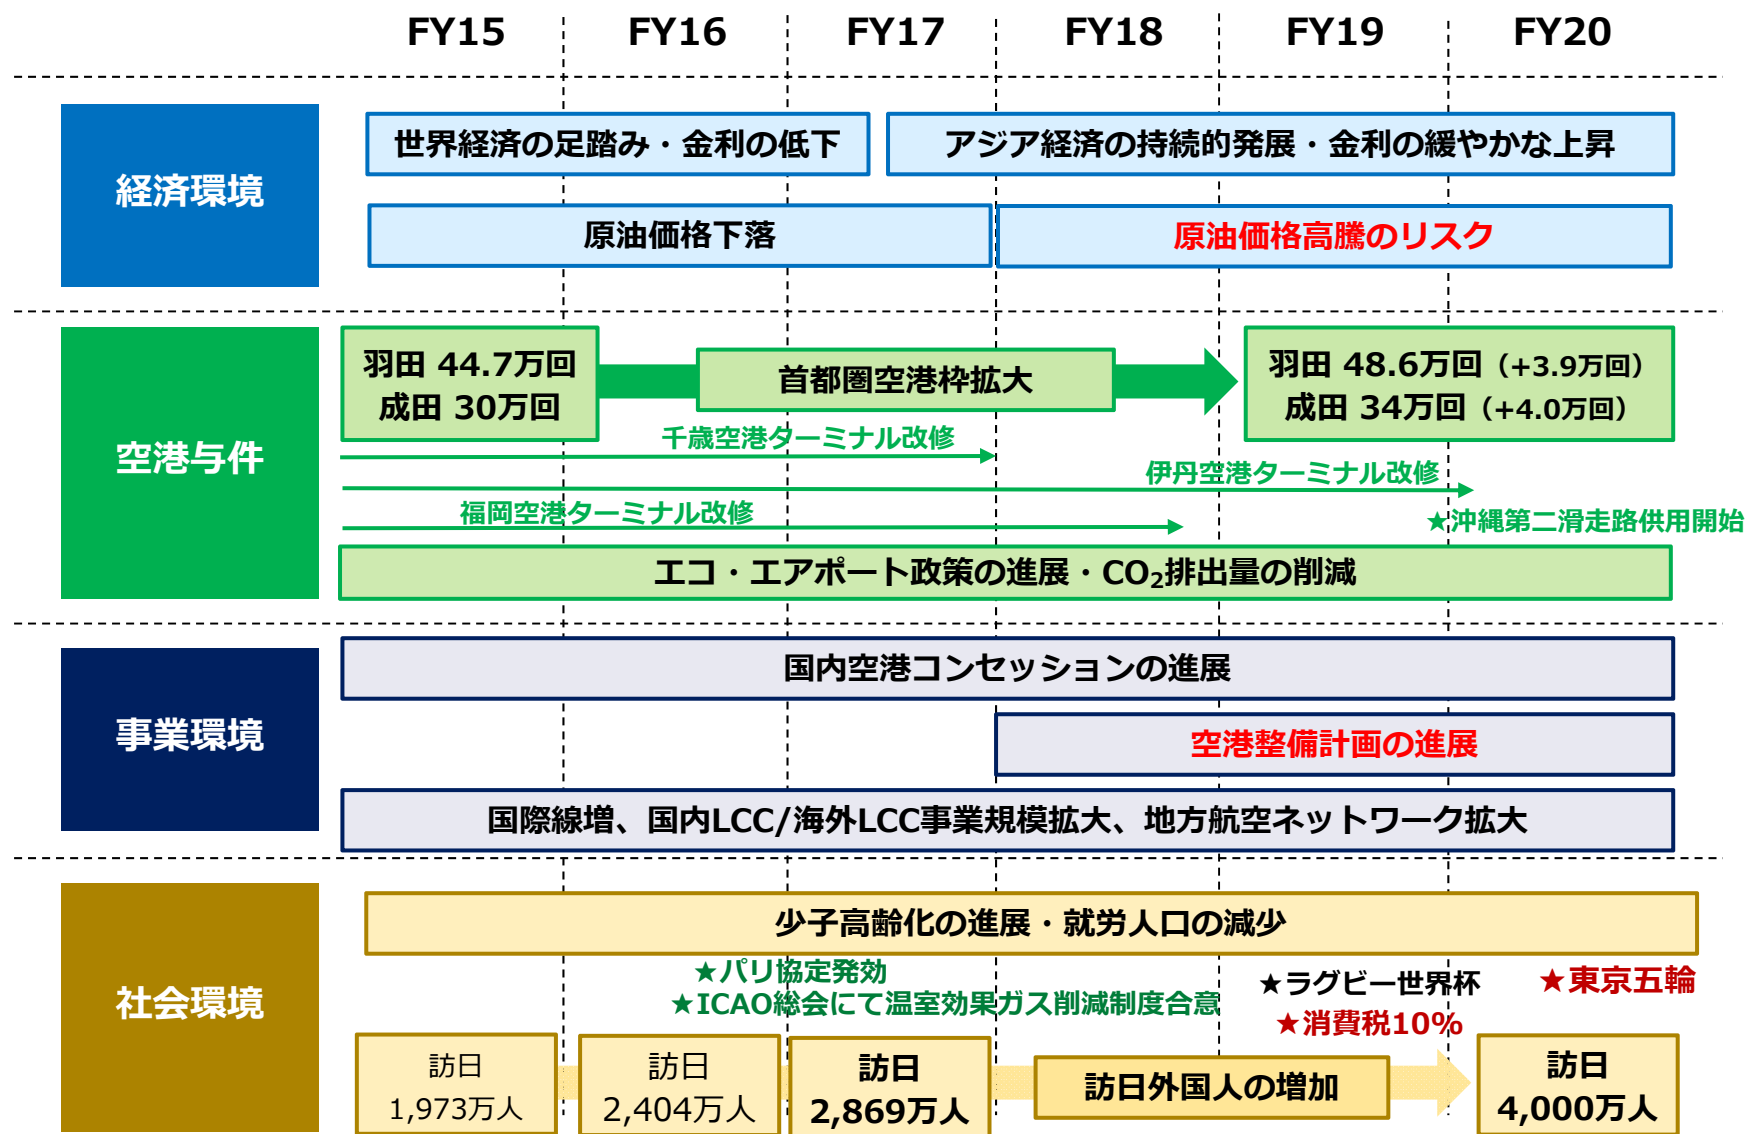 FY15 FY16 FY17 FY18 FY19 FY20
経済環境
世界経済の足踏み・金利の低下
アジア経済の持続的発展・金利の緩やかな上昇
原油価格下落
原油価格高騰のリスク
空港与件
羽田 44.7万回
成田 30万回
首都圏空港枠拡大
羽田 48.6万回（+3.9万回）
成田 34万回（+4.0万回）
千歳空港ターミナル改修
伊丹空港ターミナル改修
福岡空港ターミナル改修
★沖縄第二滑走路供用開始
エコ・エアポート政策の進展・CO₂排出量の削減
事業環境
国内空港コンセッションの進展
空港整備計画の進展
国際線増、国内LCC/海外LCC事業規模拡大、地方航空ネットワーク拡大
社会環境
少子高齢化の進展・就労人口の減少
★パリ協定発効
★ICAO総会にて温室効果ガス削減制度合意
★ラグビー世界杯
★消費税10%
★東京五輪
訪日
1,973万人
訪日
2,404万人
訪日
2,869万人
訪日外国人の増加
訪日
4,000万人